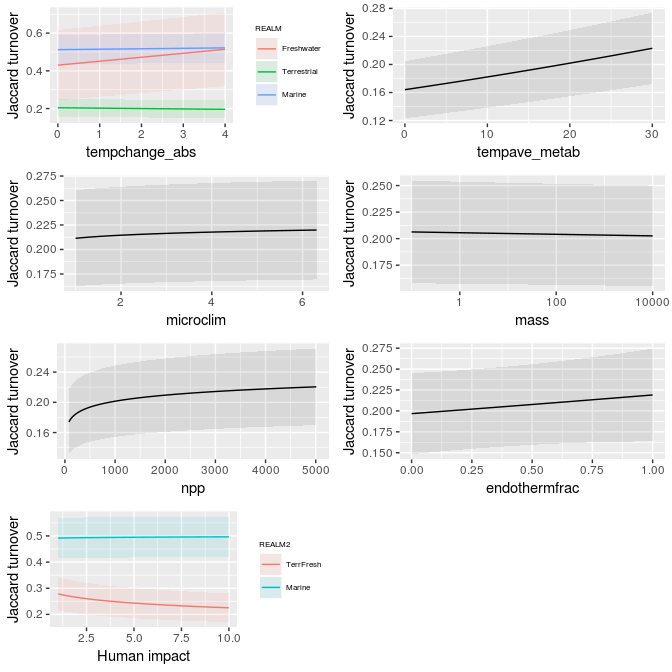 Jaccard turnover
0.6
0.4
0.2
0 1 2 3 4
tempchange_abs
REALM
Freshwater
Terrestrial
Marine
Jaccard turnover
0.28
0.24
0.20
0.16
0.12
0 10 20 30
tempave_metab
Jaccard turnover
0.275
0.250
0.225
0.200
0.175
2 4 6
microclim
Jaccard turnover
0.250
0.225
0.200
0.175
1 100 10000
mass
Jaccard turnover
0.24
0.20
0.16
0 1000 2000 3000 4000 5000
npp
Jaccard turnover
0.275
0.250
0.225
0.200
0.175
0.150
0.00 0.25 0.50 0.75 1.00
endothermfrac
Jaccard turnover
0.5
0.4
0.3
0.2
2.5 5.0 7.5 10.0
Human impact
REALM2
TerrFresh
Marine